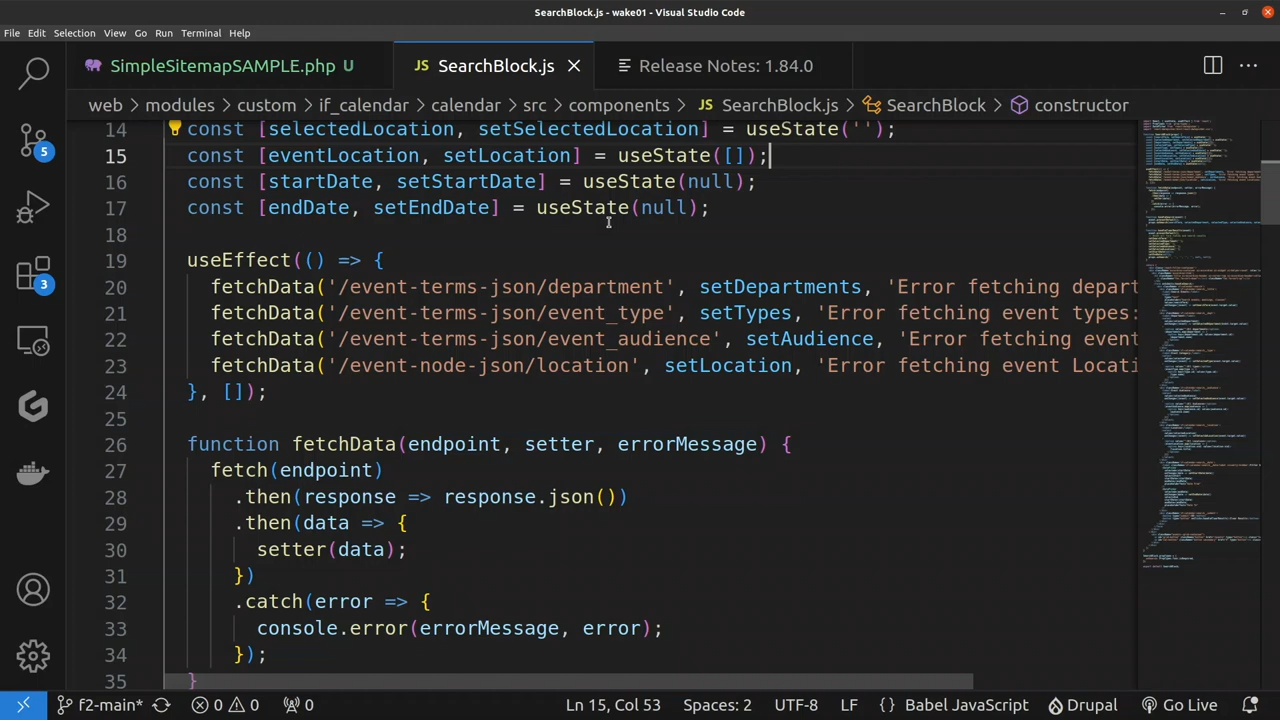 SearchBlock.js - wake01 - Visual Studio Code
File Edit Selection View Go Run Terminal Help
SimpleSitemapSAMPLE.php U
JS SearchBlock.js
Release Notes: 1.84.0
web > modules > custom > if_calendar > calendar > src > components > JS SearchBlock.js > SearchBlock > constructor
14 const [selectedLocation, setSelectedLocation] = useState('');
15 const [eventLocation, setLocation] = useState([]);
16 const [startDate, setStartDate] = useState(null);
17 const [endDate, setEndDate] = useState(null);
18
19 useEffect(() => {
20 fetchData('/event-terms-json/department', setDepartments, 'Error fetching depart
21 fetchData('/event-terms-json/event_type', setTypes, 'Error fetching event types:
22 fetchData('/event-terms-json/event_audience', setAudience, 'Error fetching event
23 fetchData('/event-node-json/location', setLocation, 'Error fetching event Locati
24 }, []);
25
26 function fetchData(endpoint, setter, errorMessage) {
27 fetch(endpoint)
28 .then(response => response.json())
29 .then(data => {
30 setter(data);
31 })
32 .catch(error => {
33 console.error(errorMessage, error);
34 });
35 }
5
3
f2-main* 0 0 0 Ln 15, Col 53 Spaces: 2 UTF-8 LF {} Babel JavaScript Drupal Go Live